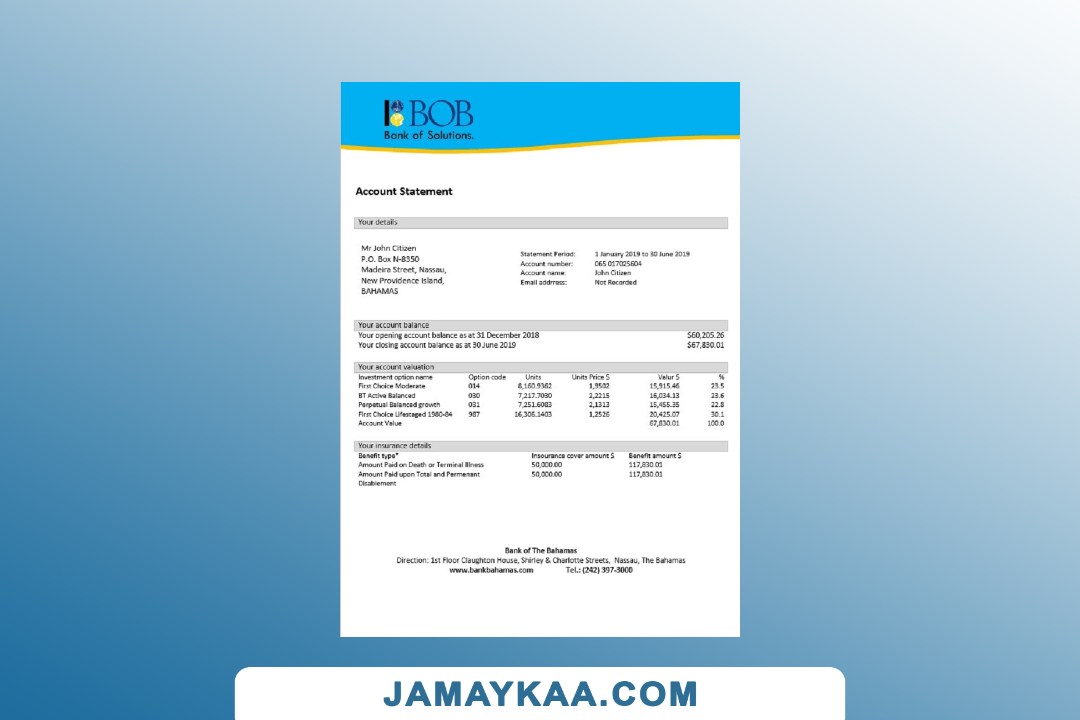 BOB
Bank of Solutions.
Account Statement
Your details
Mr John Citizen
P.O. Box N-8350
Madeira Street, Nassau,
New Providence Island,
BAHAMAS
Statement Period: 1 January 2019 to 30 June 2019
Account number: 065 017025604
Account name: John Citizen
Email addrress: Not Recorded
Your account balance
Your opening account balance as at 31 December 2018 $60,205.26
Your closing account balance as at 30 June 2019 $67,830.01
Your account valuation
Investment option name Option code Units Units Price $ Valur $ %
First Choice Moderate 014 8,160.9362 1,9502 15,915.46 23.5
BT Active Balanced 030 7,217.7030 2,2215 16,034.13 23.6
Perpetual Balanced growth 031 7,251.6083 2,1313 15,455.35 22.8
First Choice Lifestaged 1980-84 987 16,306.1403 1,2526 20,425.07 30.1
Account Value 67,830.01 100.0
Your insurance details
Benefit type* Insourance cover amount $ Benefit amount $
Amount Paid on Death or Terminal Illness 50,000.00 117,830.01
Amount Paid upon Total and Permenant 50,000.00 117,830.01
Disablement
Bank of The Bahamas
Direction: 1st Floor Claughton House, Shirley & Charlotte Streets, Nassau, The Bahamas
www.bankbahamas.com Tel.: (242) 397-3000
JAMAYKAA.COM